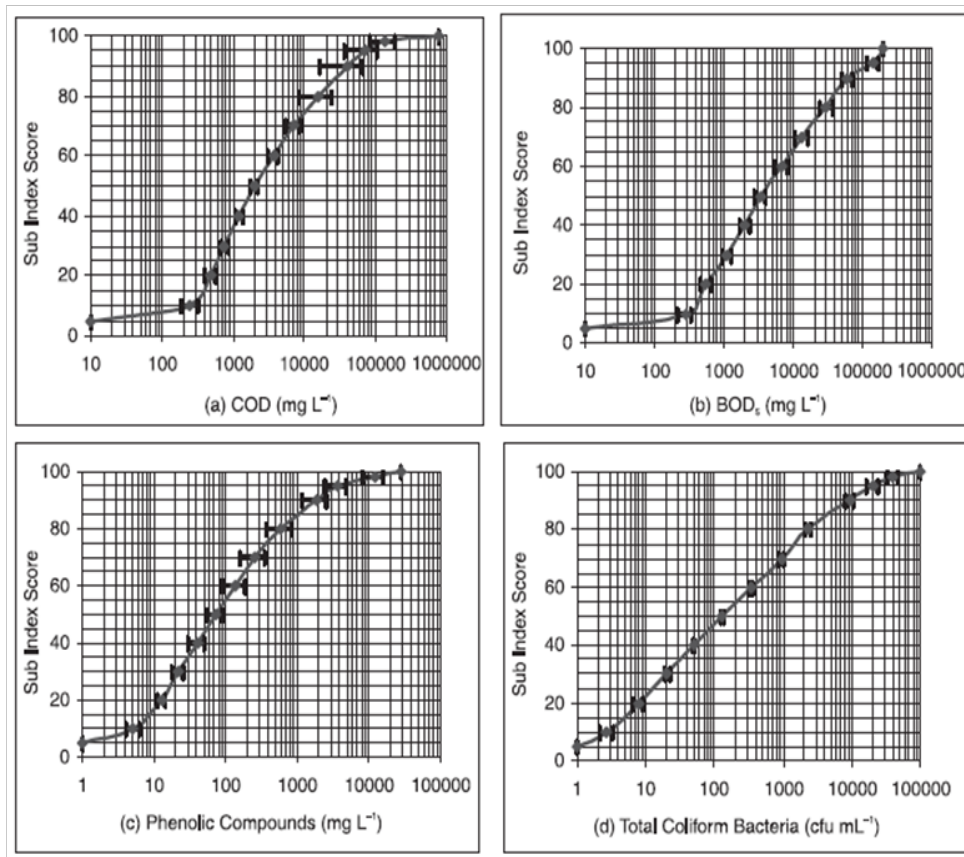 100
80
60
40
20
0
Sub Index Score
10 100 1000 10000 100000 1000000
(a) COD (mg L⁻¹)
100
80
60
40
20
0
Sub Index Score
10 100 1000 10000 100000 1000000
(b) BOD₅ (mg L⁻¹)
100
80
60
40
20
0
Sub Index Score
1 10 100 1000 10000 100000
(c) Phenolic Compounds (mg L⁻¹)
100
80
60
40
20
0
Sub Index Score
1 10 100 1000 10000 100000
(d) Total Coliform Bacteria (cfu mL⁻¹)